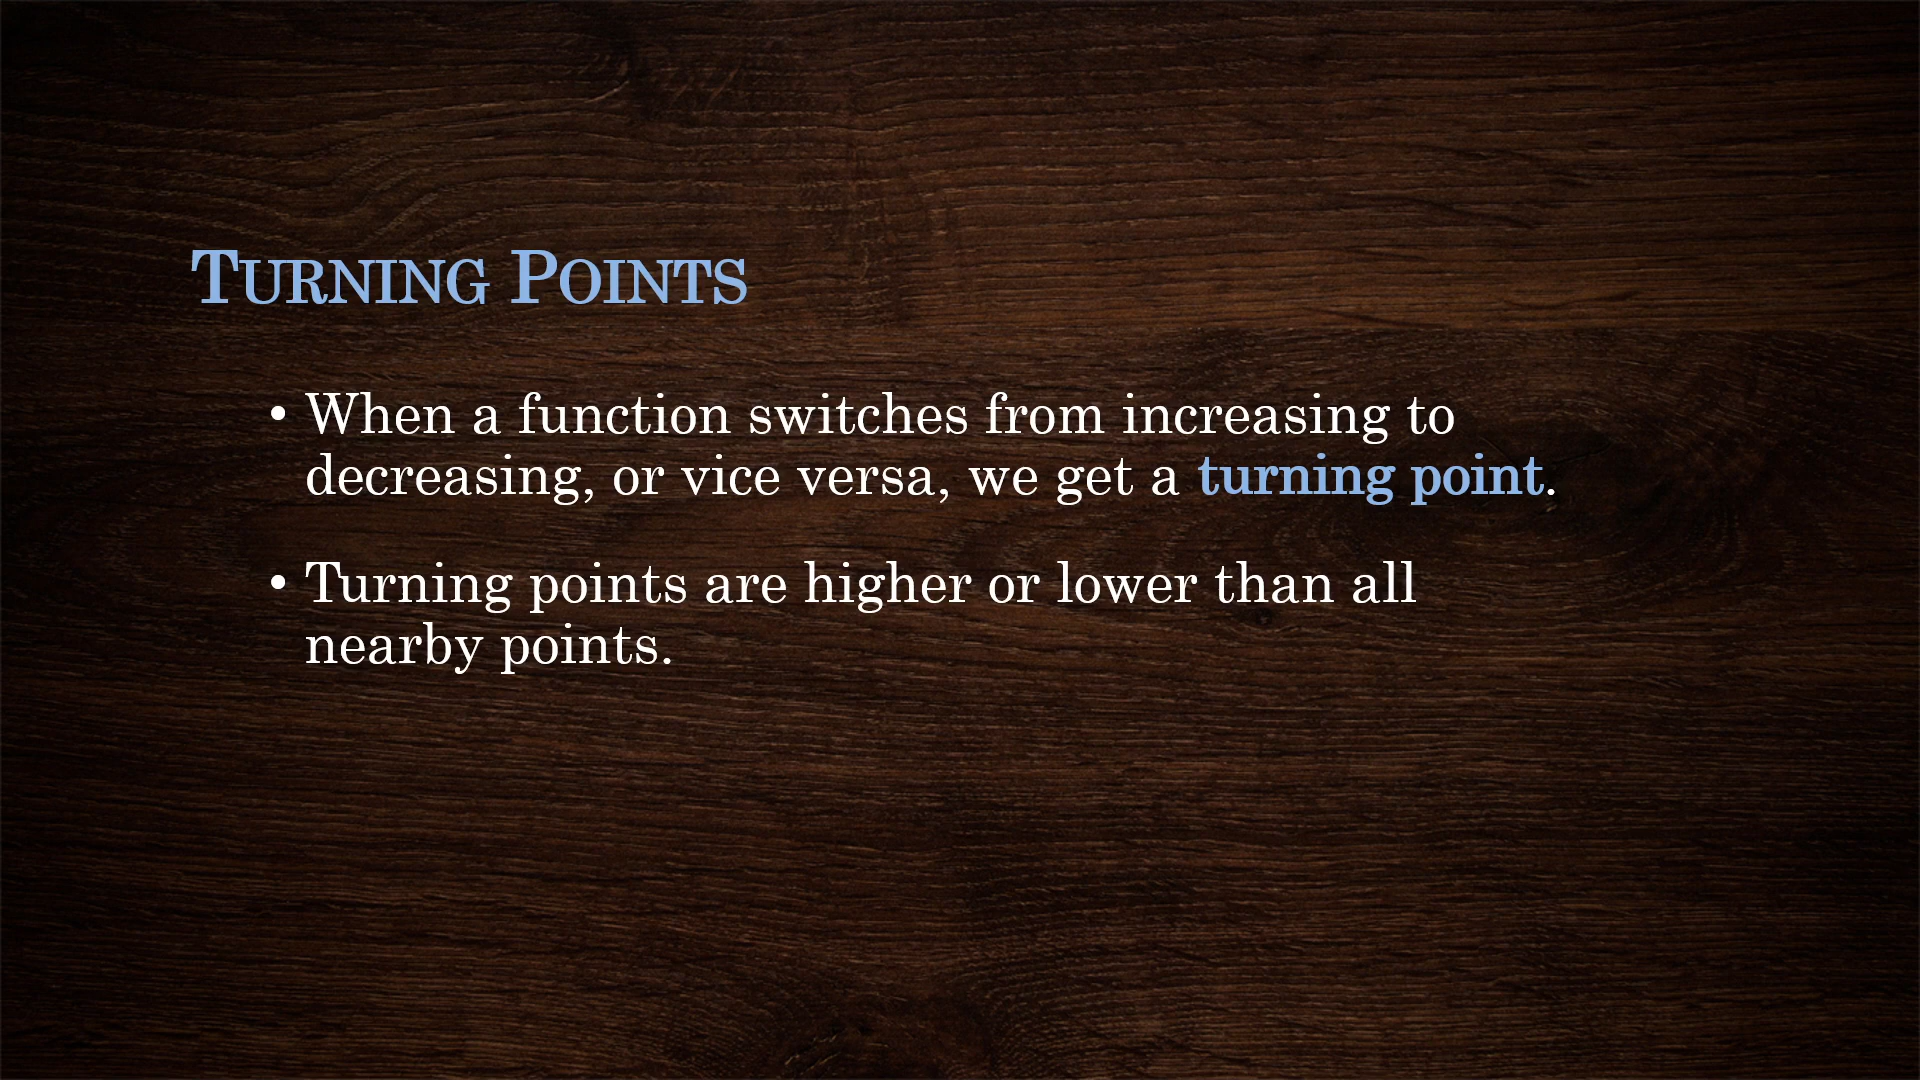 Turning Points
• When a function switches from increasing to
decreasing, or vice versa, we get a turning point.
• Turning points are higher or lower than all
nearby points.